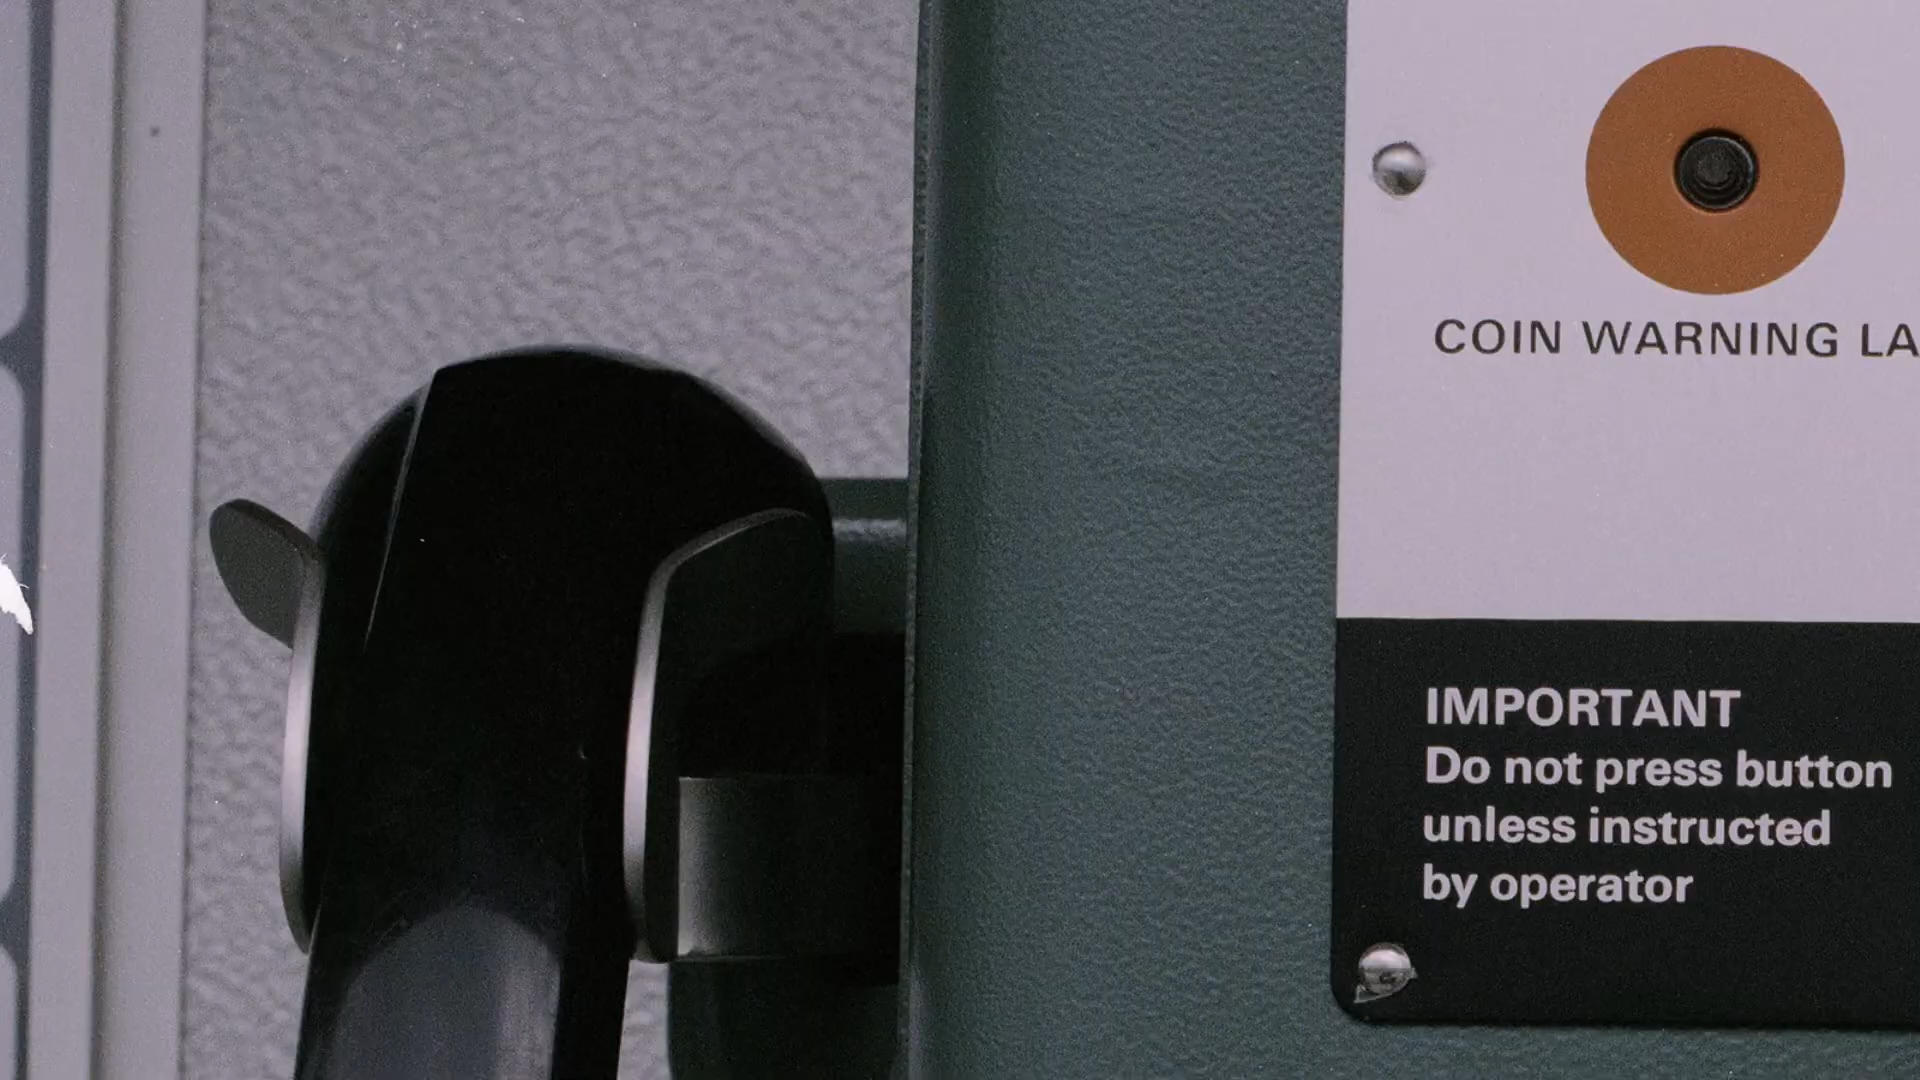 COIN WARNING LA
IMPORTANT
Do not press button
unless instructed
by operator